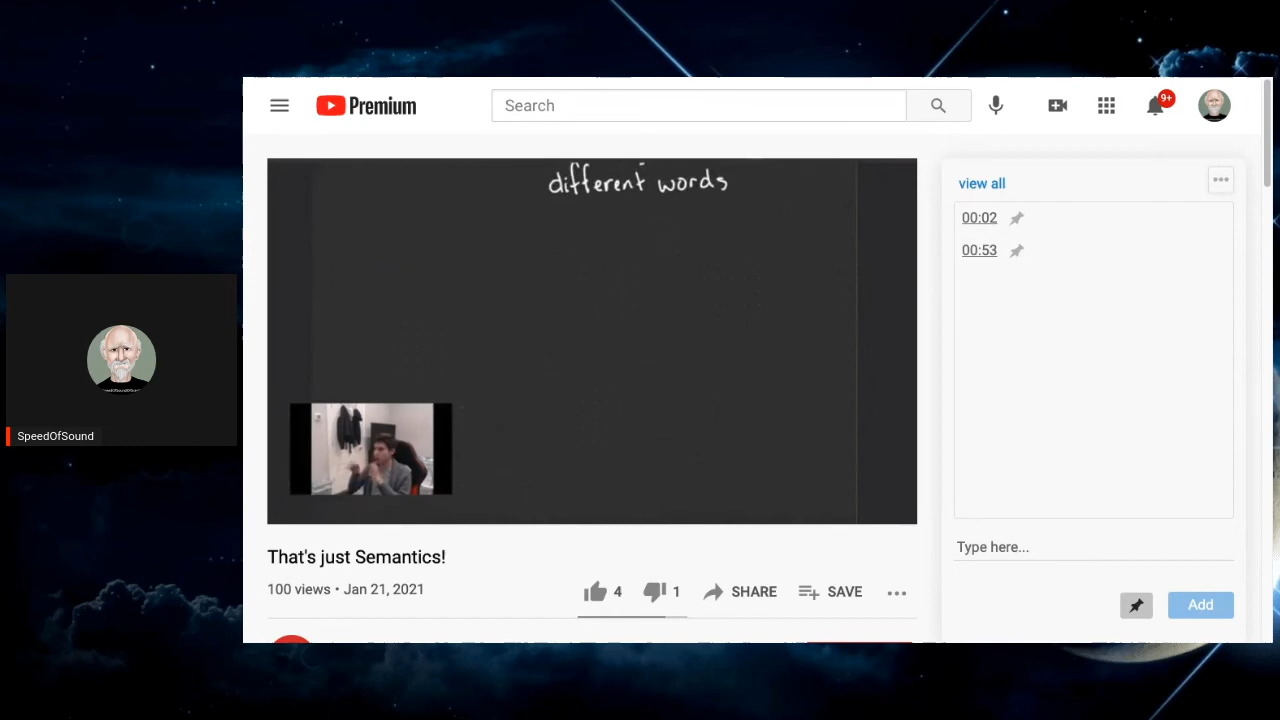 Premium
Search
9+
different words
view all
00:02
00:53
SpeedOfSound
Type here...
That's just Semantics!
100 views • Jan 21, 2021
4
1
SHARE
SAVE
Add